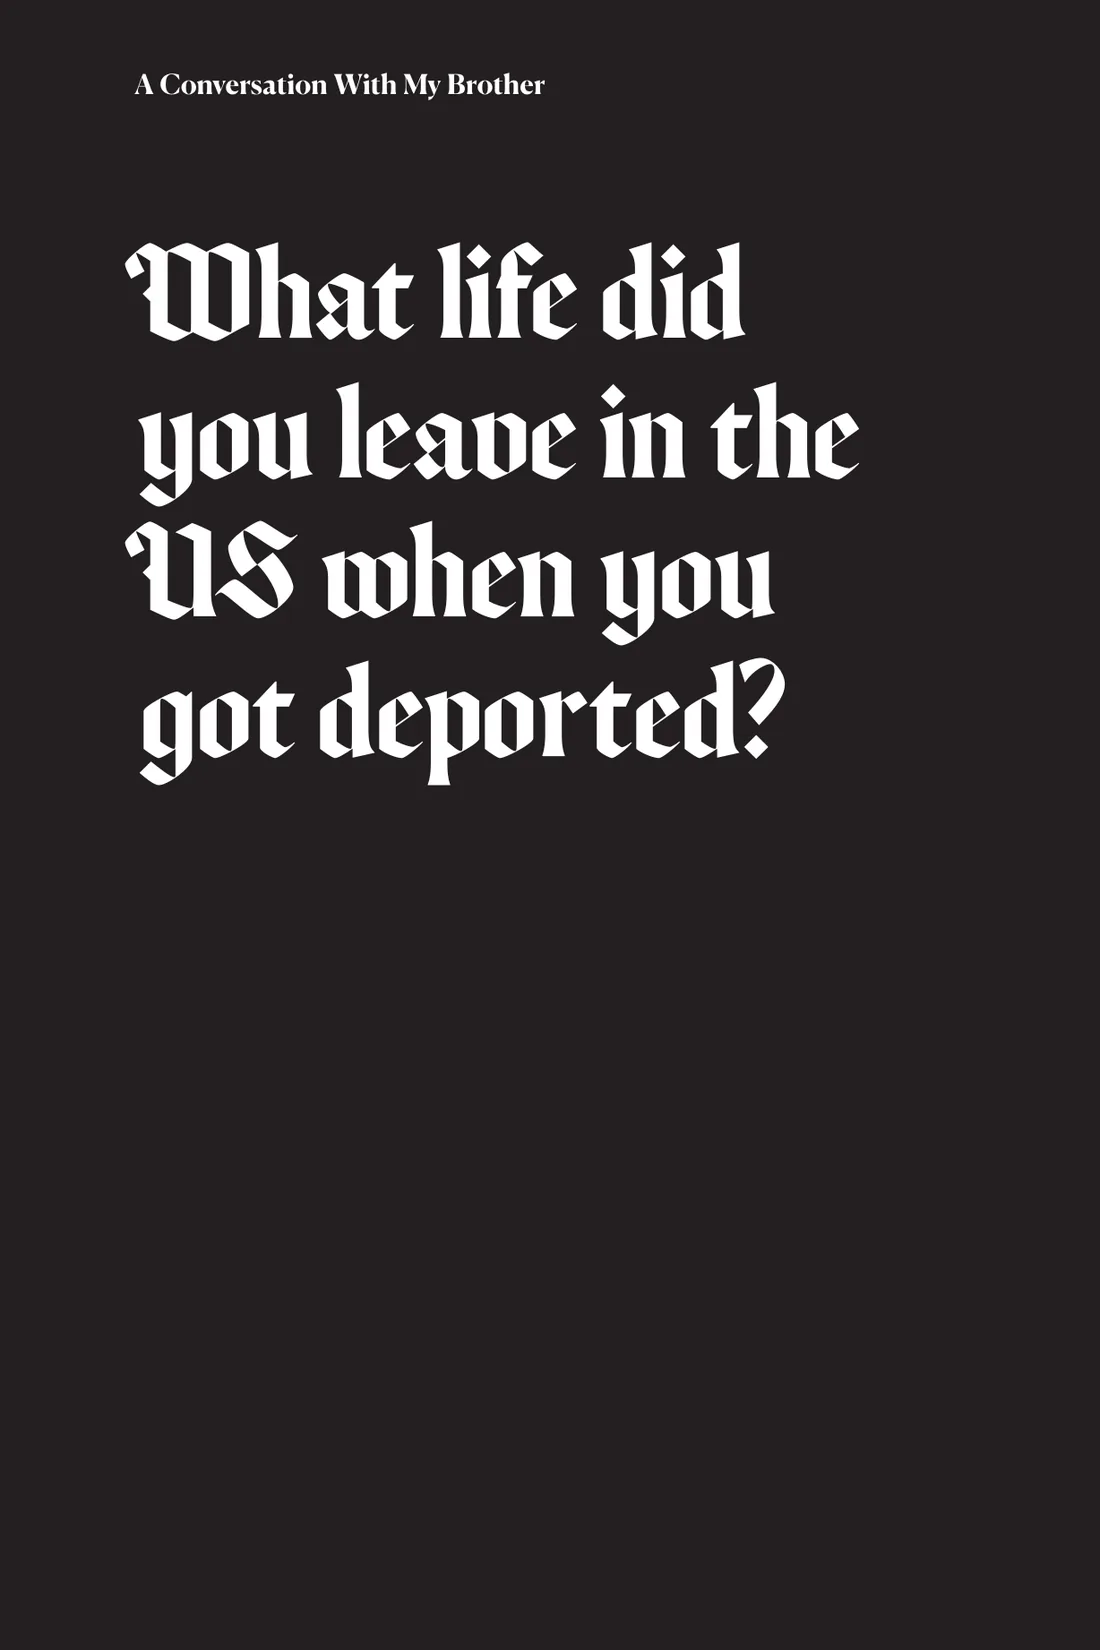 A Conversation With My Brother
What life did
you leave in the
US when you
got deported?